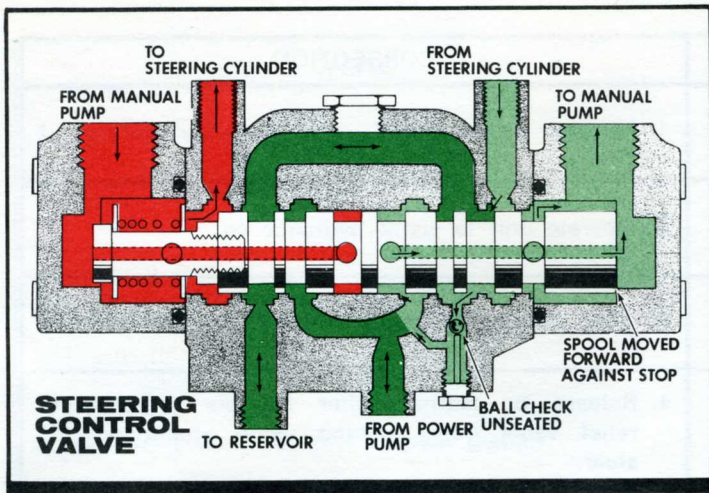 TO
STEERING CYLINDER
FROM
STEERING CYLINDER
FROM MANUAL
PUMP
TO MANUAL
PUMP
SPOOL MOVED
FORWARD
AGAINST STOP
BALL CHECK
UNSEATED
STEERING
CONTROL
VALVE
TO RESERVOIR
FROM POWER
PUMP